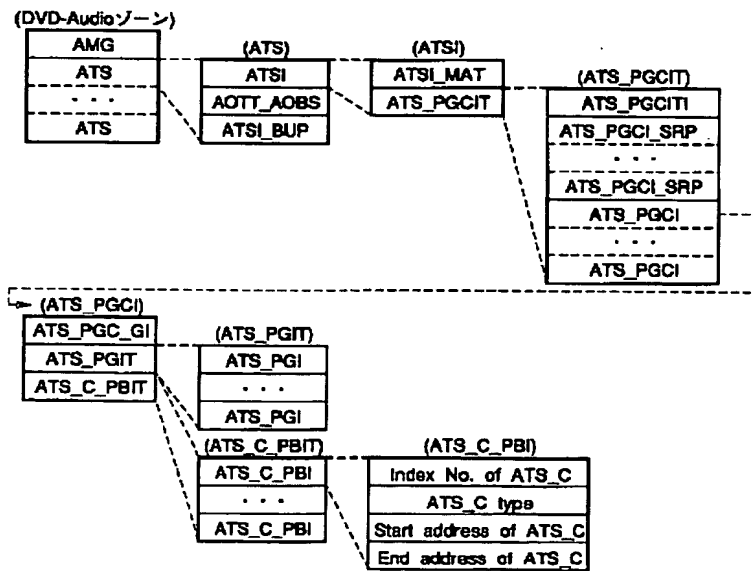 (DVD-Audioゾーン)
AMG
ATS
・・・
ATS
(ATS)
ATSI
AOTT_AOBS
ATSI_BUP
(ATSI)
ATSI_MAT
ATS_PGCIT
(ATS_PGCIT)
ATS_PGCITI
ATS_PGCI_SRP
・・・
ATS_PGCI_SRP
ATS_PGCI
・・・
ATS_PGCI
(ATS_PGCI)
ATS_PGC_GI
ATS_PGIT
ATS_C_PBIT
(ATS_PGIT)
ATS_PGI
・・・
ATS_PGI
(ATS_C_PBIT)
ATS_C_PBI
・・・
ATS_C_PBI
(ATS_C_PBI)
Index No. of ATS_C
ATS_C type
Start address of ATS_C
End address of ATS_C